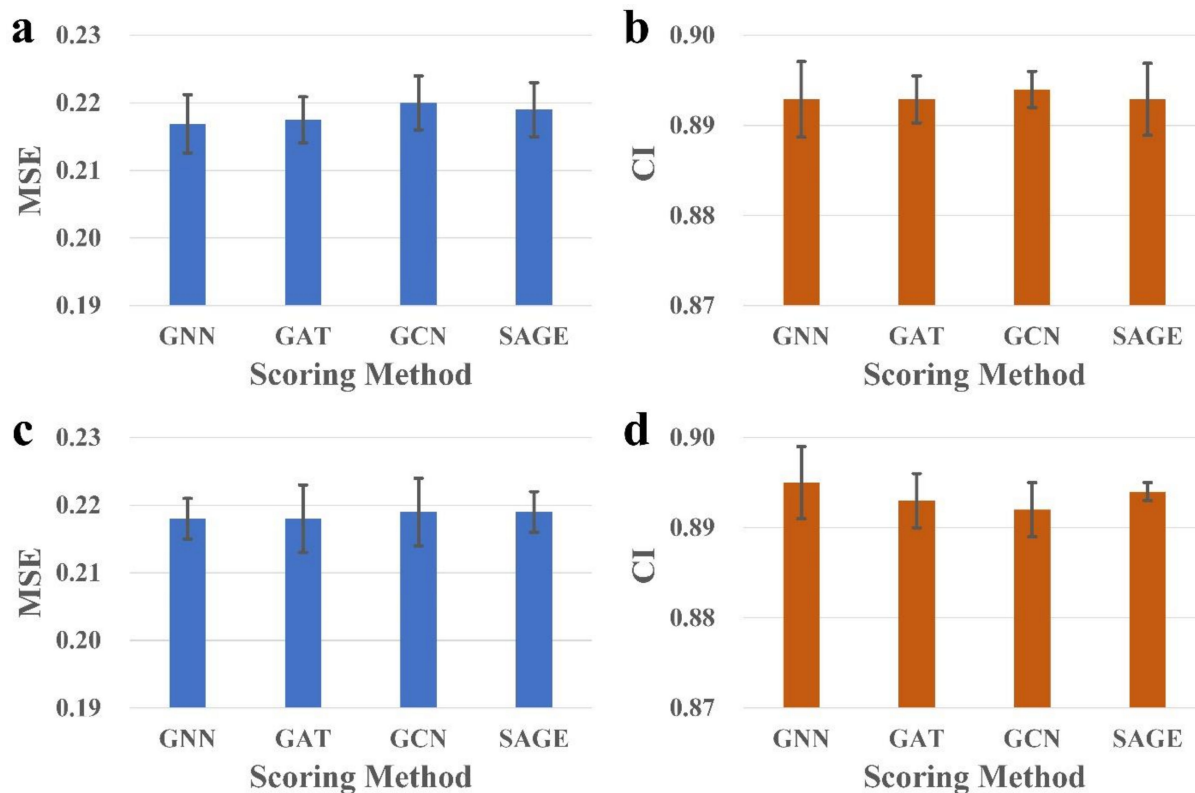 a
0.23
0.22
0.21
0.20
0.19
MSE
GNN GAT GCN SAGE
Scoring Method
b
0.90
0.89
0.88
0.87
CI
GNN GAT GCN SAGE
Scoring Method
c
0.23
0.22
0.21
0.20
0.19
MSE
GNN GAT GCN SAGE
Scoring Method
d
0.90
0.89
0.88
0.87
CI
GNN GAT GCN SAGE
Scoring Method